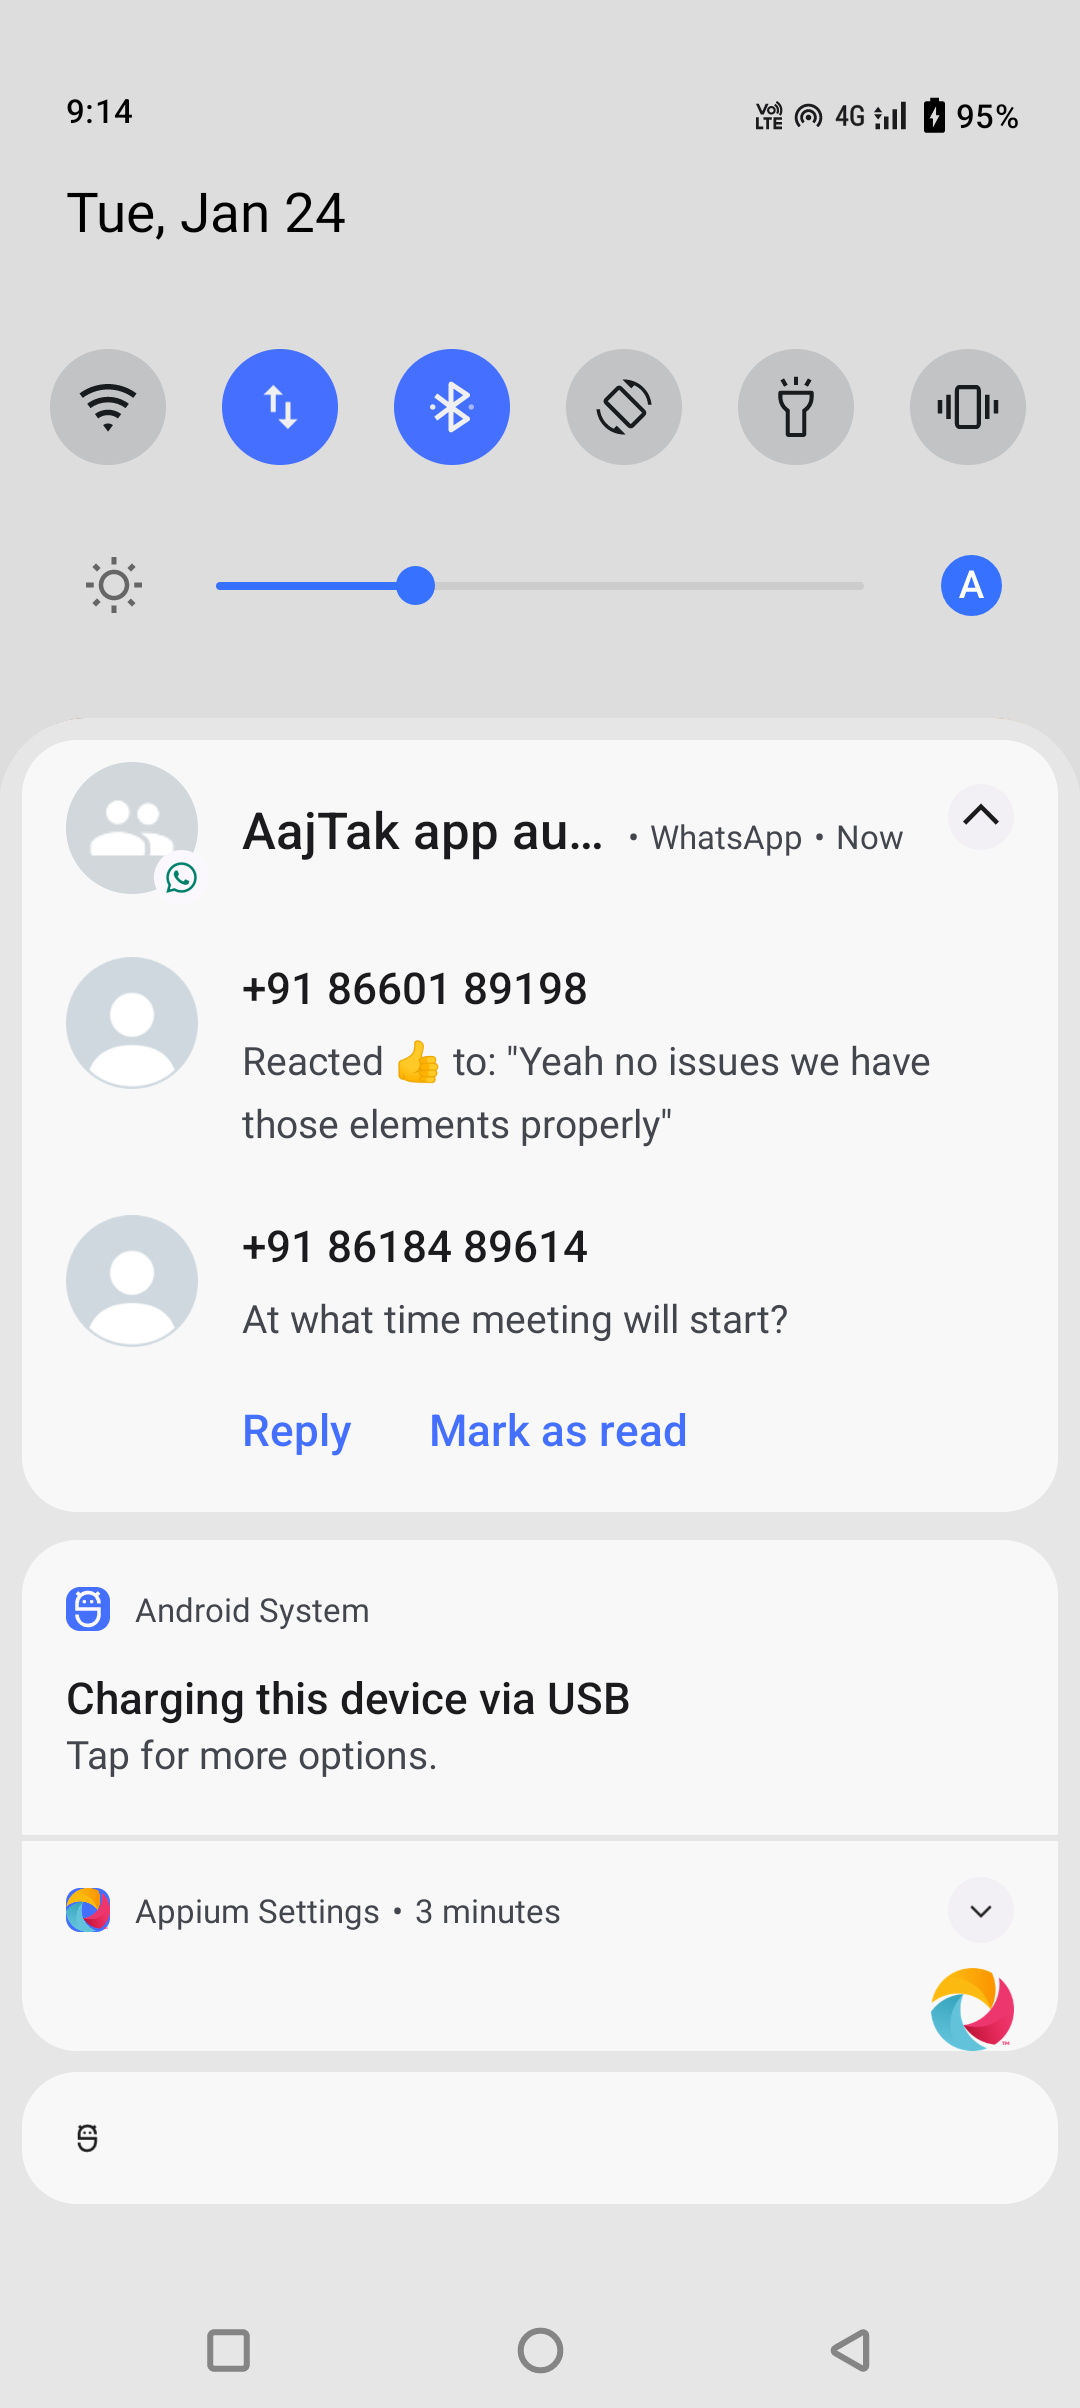 9:14
Vo LTE 4G 95%
Tue, Jan 24
A
AajTak app au... • WhatsApp • Now
+91 86601 89198
Reacted 👍 to: "Yeah no issues we have
those elements properly"
+91 86184 89614
At what time meeting will start?
Reply Mark as read
Android System
Charging this device via USB
Tap for more options.
Appium Settings • 3 minutes